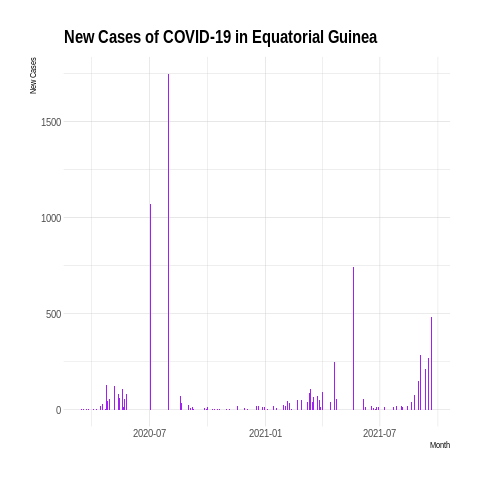 New Cases of COVID-19 in Equatorial Guinea
New Cases
1500
1000
500
0
2020-07
2021-01
2021-07
Month